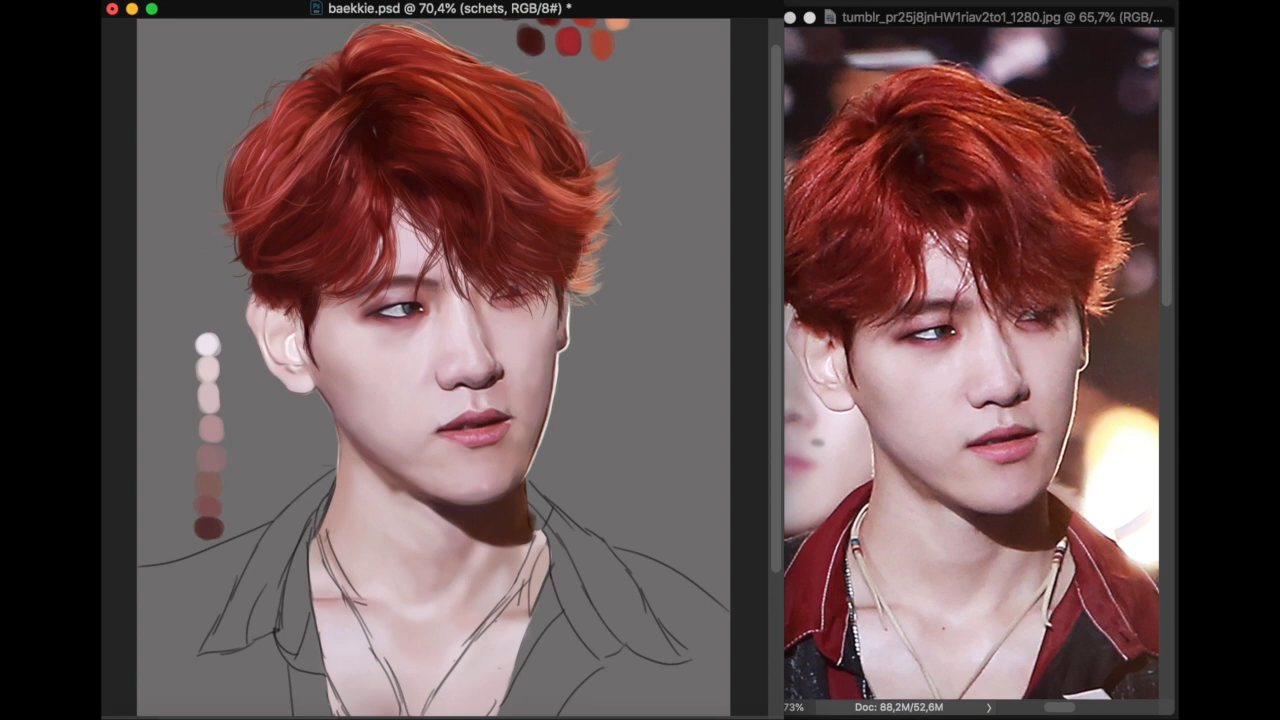 baekkie.psd @ 70,4% (schets, RGB/8#) *
tumblr_pr25j8jnHW1riav2to1_1280.jpg @ 65,7% (RGB/...
73%
Doc: 88,2M/52,6M